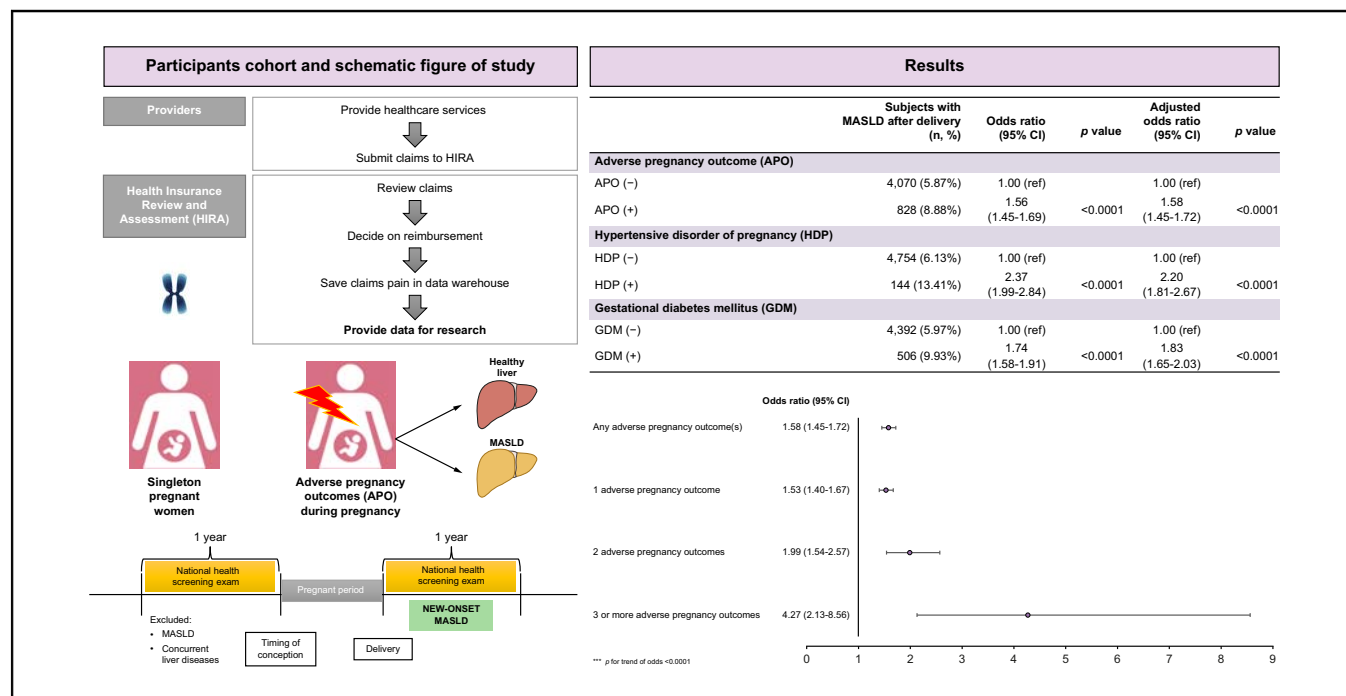 Participants cohort and schematic figure of study
Providers
Provide healthcare services
Submit claims to HIRA
Health Insurance
Review and
Assessment (HIRA)
Review claims
Decide on reimbursement
Save claims pain in data warehouse
Provide data for research
Healthy
liver
MASLD
Singleton
pregnant
women
Adverse pregnancy
outcomes (APO)
during pregnancy
1 year
1 year
National health
screening exam
Pregnant period
National health
screening exam
NEW-ONSET
MASLD
Excluded:
• MASLD
• Concurrent
liver diseases
Timing of
conception
Delivery
Results
Subjects with
MASLD after delivery
(n, %)
Odds ratio
(95% CI)
p value
Adjusted
odds ratio
(95% CI)
p value
Adverse pregnancy outcome (APO)
APO (−) 4,070 (5.87%) 1.00 (ref) 1.00 (ref)
APO (+) 828 (8.88%) 1.56 (1.45-1.69) <0.0001 1.58 (1.45-1.72) <0.0001
Hypertensive disorder of pregnancy (HDP)
HDP (−) 4,754 (6.13%) 1.00 (ref) 1.00 (ref)
HDP (+) 144 (13.41%) 2.37 (1.99-2.84) <0.0001 2.20 (1.81-2.67) <0.0001
Gestational diabetes mellitus (GDM)
GDM (−) 4,392 (5.97%) 1.00 (ref) 1.00 (ref)
GDM (+) 506 (9.93%) 1.74 (1.58-1.91) <0.0001 1.83 (1.65-2.03) <0.0001
Odds ratio (95% CI)
Any adverse pregnancy outcome(s) 1.58 (1.45-1.72)
1 adverse pregnancy outcome 1.53 (1.40-1.67)
2 adverse pregnancy outcomes 1.99 (1.54-2.57)
3 or more adverse pregnancy outcomes 4.27 (2.13-8.56)
*** p for trend of odds <0.0001
0 1 2 3 4 5 6 7 8 9